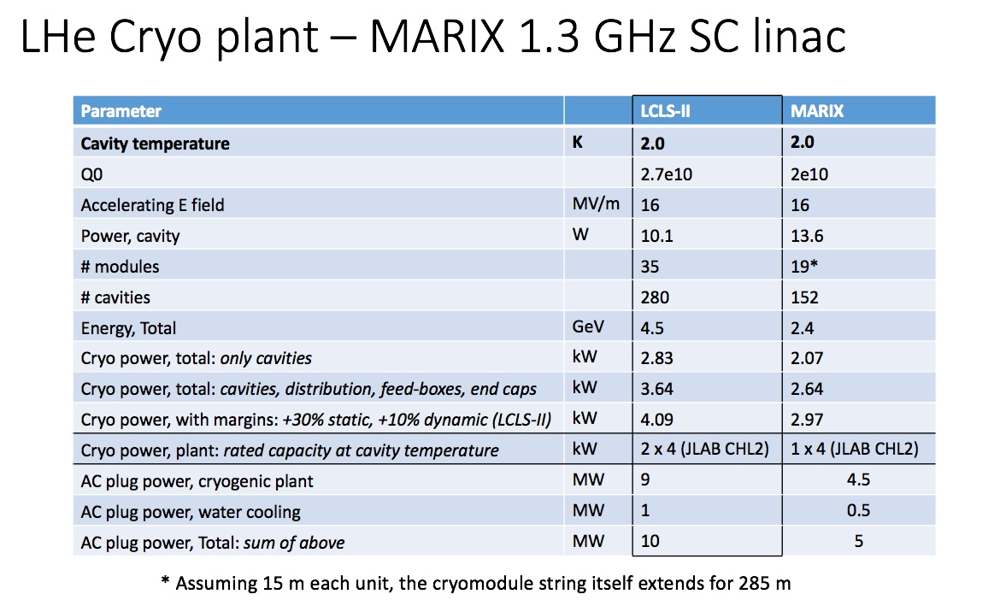 LHe Cryo plant – MARIX 1.3 GHz SC linac
Parameter LCLS-II MARIX
Cavity temperature K 2.0 2.0
Q0 2.7e10 2e10
Accelerating E field MV/m 16 16
Power, cavity W 10.1 13.6
# modules 35 19*
# cavities 280 152
Energy, Total GeV 4.5 2.4
Cryo power, total: only cavities kW 2.83 2.07
Cryo power, total: cavities, distribution, feed-boxes, end caps kW 3.64 2.64
Cryo power, with margins: +30% static, +10% dynamic (LCLS-II) kW 4.09 2.97
Cryo power, plant: rated capacity at cavity temperature kW 2 x 4 (JLAB CHL2) 1 x 4 (JLAB CHL2)
AC plug power, cryogenic plant MW 9 4.5
AC plug power, water cooling MW 1 0.5
AC plug power, Total: sum of above MW 10 5
* Assuming 15 m each unit, the cryomodule string itself extends for 285 m